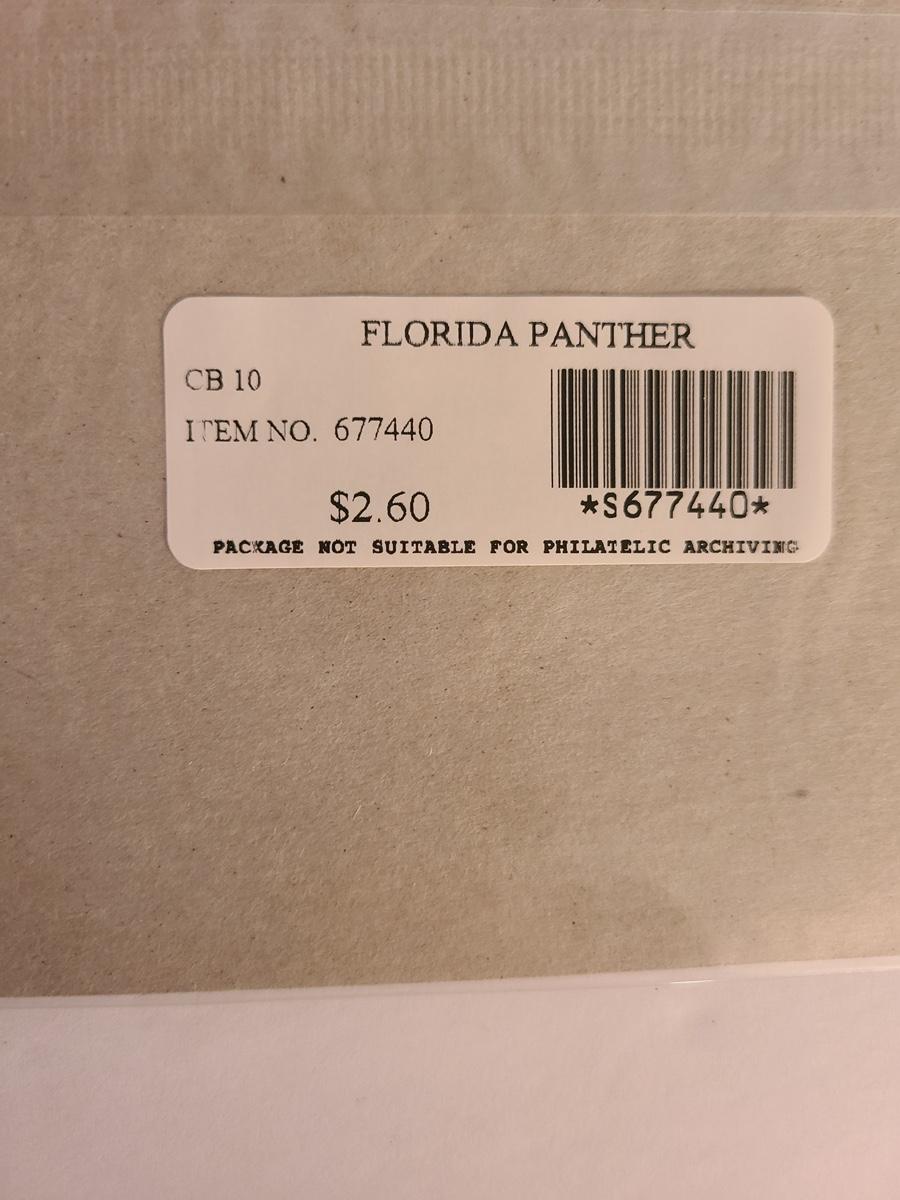 FLORIDA PANTHER
CB 10
ITEM NO. 677440
$2.60
*S677440*
PACKAGE NOT SUITABLE FOR PHILATELIC ARCHIVING